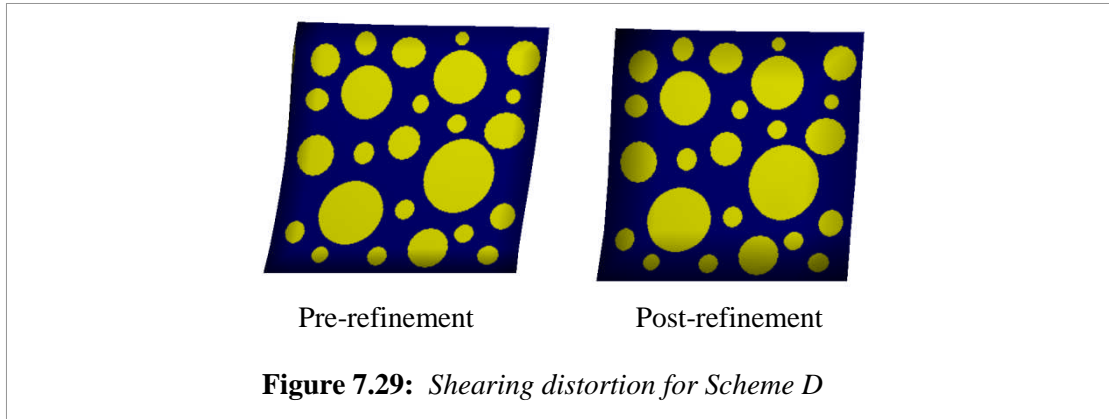 Pre-refinement Post-refinement
Figure 7.29: Shearing distortion for Scheme D